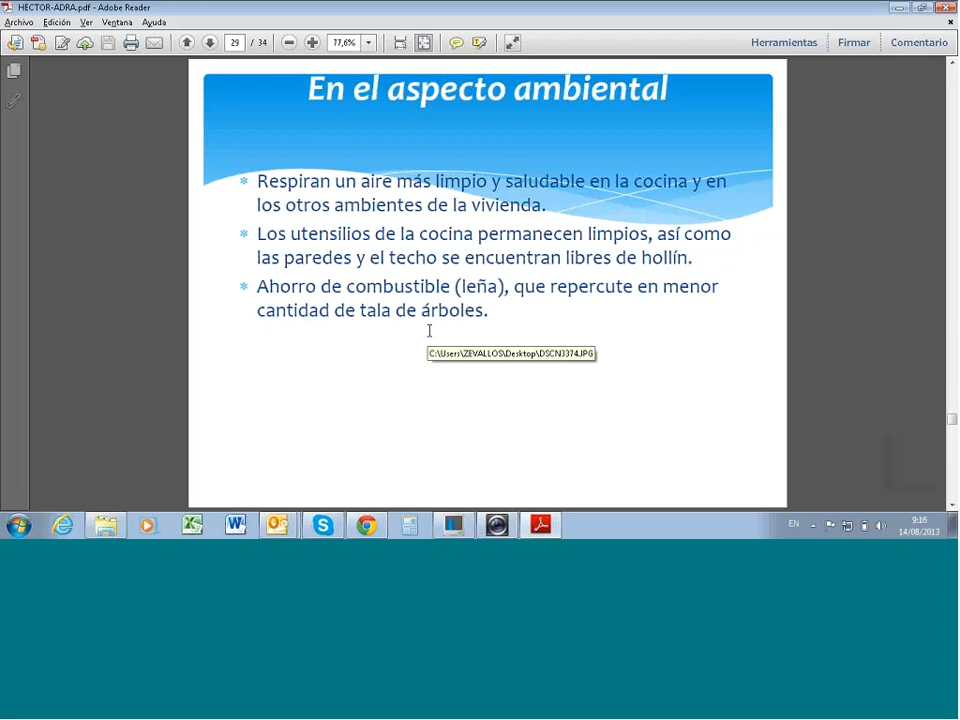 HECTOR-ADRA.pdf - Adobe Reader
Archivo Edición Ver Ventana Ayuda
29 / 34 77,6% Herramientas Firmar Comentario
En el aspecto ambiental
Respiran un aire más limpio y saludable en la cocina y en
los otros ambientes de la vivienda.
Los utensilios de la cocina permanecen limpios, así como
las paredes y el techo se encuentran libres de hollín.
Ahorro de combustible (leña), que repercute en menor
cantidad de tala de árboles.
C:\Users\ZEVALLOS\Desktop\DSCN3374.JPG
EN 9:16
14/08/2013